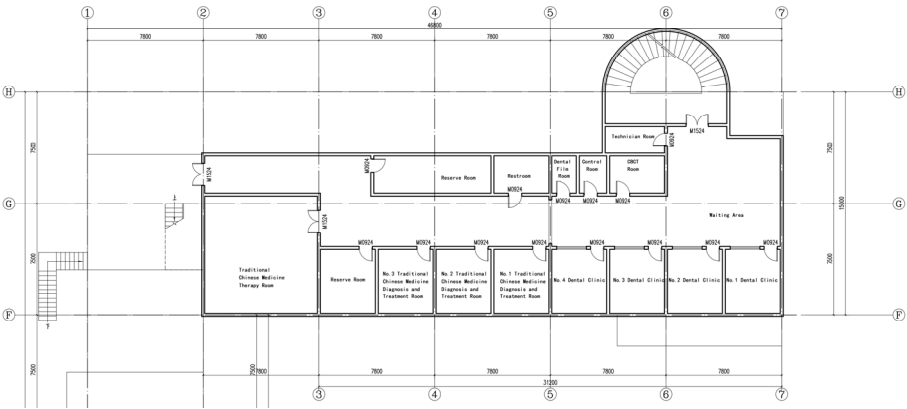 1 2 3 4 5 6 7
46800
7800 7800 7800 7800 7800 7800
H H
Technician Room
M1524
M0924
7500 7500
Dental
Film
Room
Control
Room
CBCT
Room
M1524
M0924
Reserve Room
Restroom
M0924
M0924 M0924 M0924
G G
M1524
Waiting Area
15000
M0924 M0924 M0924 M0924 M0924 M0924 M0924 M0924
7500 7500
Traditional
Chinese Medicine
Therapy Room
Reserve Room
No.3 Traditional
Chinese Medicine
Diagnosis and
Treatment Room
No.2 Traditional
Chinese Medicine
Diagnosis and
Treatment Room
No.1 Traditional
Chinese Medicine
Diagnosis and
Treatment Room
No.4 Dental Clinic
No.3 Dental Clinic
No.2 Dental Clinic
No.1 Dental Clinic
F F
7500 7500
7800 7800 7800 7800 7800
31200
3 4 5 6 7